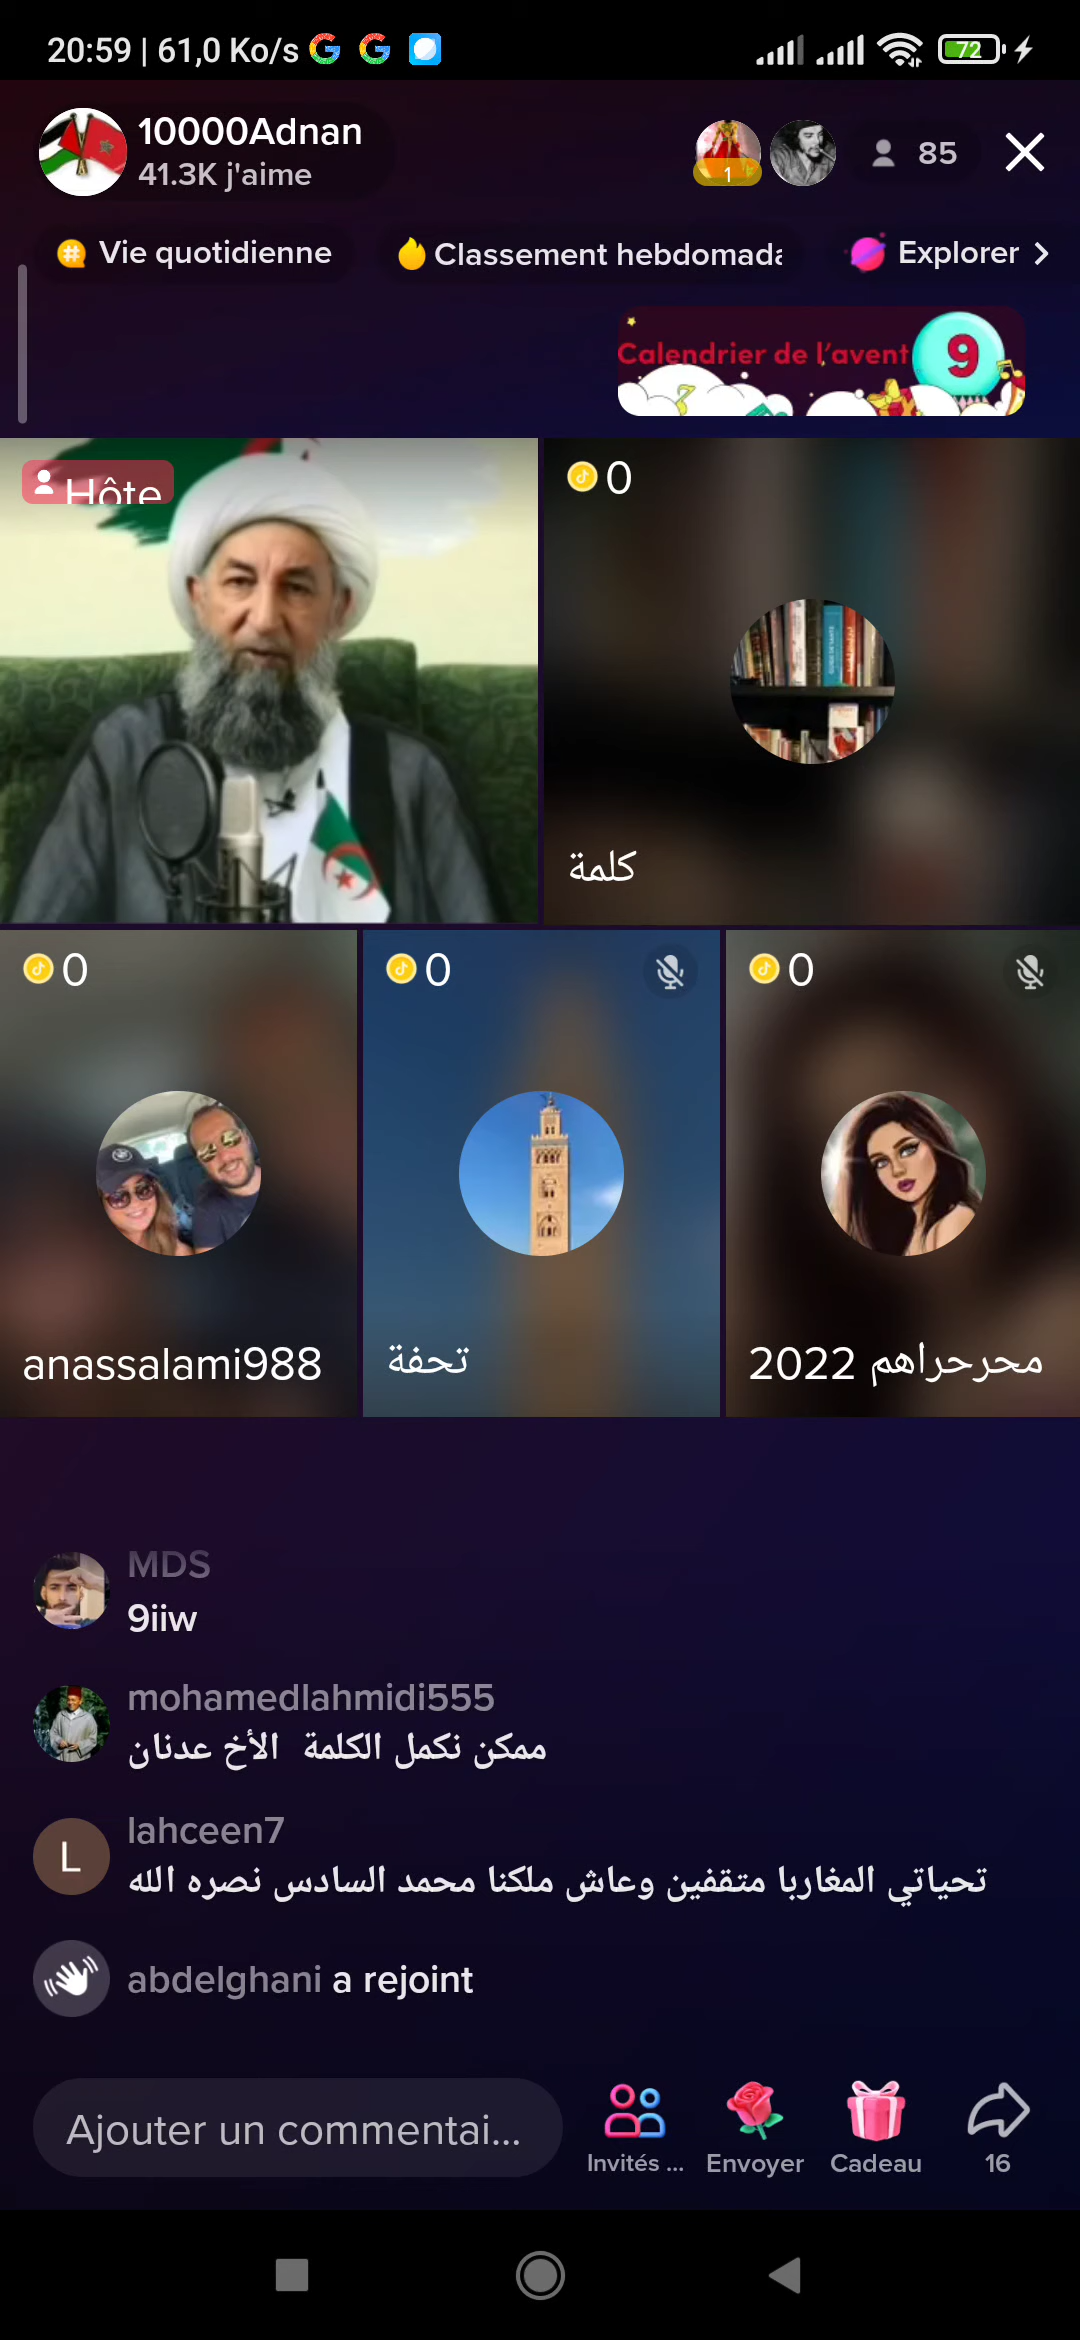 20:59 | 61,0 Ko/s
72
10000Adnan
41.3K j'aime
1
85
Vie quotidienne
Classement hebdomada
Explorer
Calendrier de l'avent
9
Hôte
0
كلمة
0
0
0
anassalami988
تحفة
محرحراهم 2022
MDS
9iiw
mohamedlahmidi555
ممكن نكمل الكلمة الأخ عدنان
L
lahceen7
تحياتي المغاربا متقفين وعاش ملكنا محمد السادس نصره الله
abdelghani a rejoint
Ajouter un commentai...
Invités ...
Envoyer
Cadeau
16